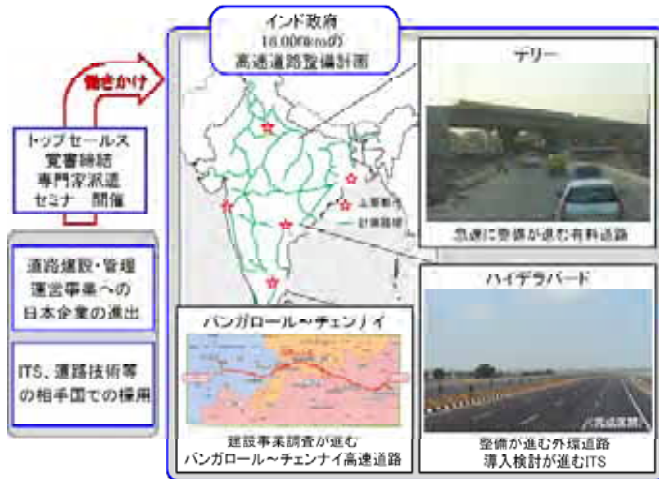 インド政府
18,000kmの
高速道路整備計画
働きかけ
トップセールス
覚書締結
専門家派遣
セミナー開催
道路建設・管理
運営事業への
日本企業の進出
ITS、道路技術等
の相手国での採用
デリー
急速に整備が進む有料道路
主要都市
計画路線
ハイデラバード
整備が進む外環道路
導入検討が進むITS
バンガロール～チェンナイ
建設事業調査が進む
バンガロール～チェンナイ高速道路